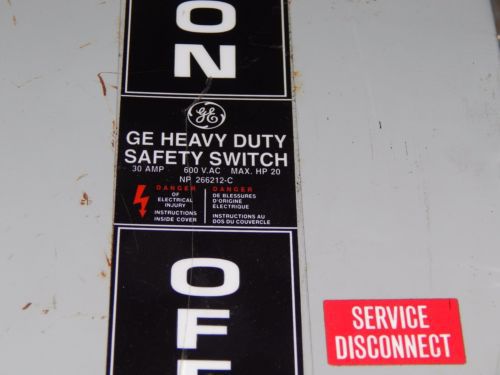 ON
GE
GE HEAVY DUTY
SAFETY SWITCH
30 AMP 600 V.AC MAX. HP 20
NP 266212-C
DANGER
OF
ELECTRICAL
INJURY
INSTRUCTIONS
INSIDE COVER
DANGER
DE BLESSURES
D'ORIGINE
ELECTRIQUE
INSTRUCTIONS AU
DOS DU COUVERCLE
OFF
SERVICE
DISCONNECT